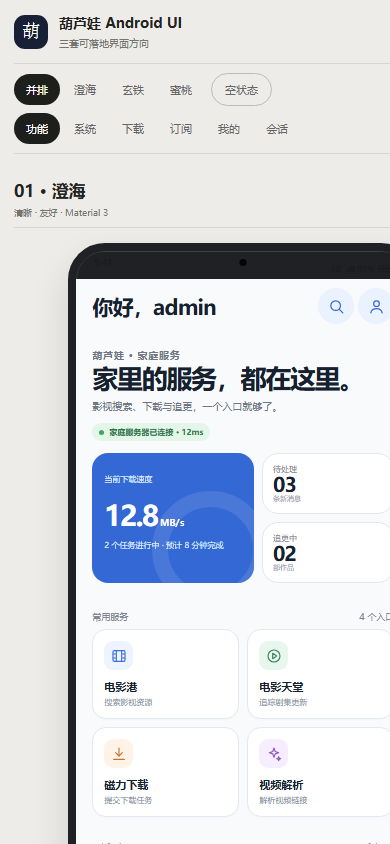 葫
葫芦娃 Android UI
三套可落地界面方向
并排 澄海 玄铁 蜜桃 空状态
功能 系统 下载 订阅 我的 会话
01 • 澄海
清晰 · 友好 · Material 3
你好，admin
葫芦娃 • 家庭服务
家里的服务，都在这里。
影视搜索、下载与追更，一个入口就够了。
家庭服务器已连接 • 12ms
当前下载速度
12.8 MB/s
2 个任务进行中 · 预计 8 分钟完成
待处理
03
条新消息
追更中
02
部作品
常用服务 4 个入口
电影港
搜索影视资源
电影天堂
追踪剧集更新
磁力下载
提交下载任务
视频解析
解析视频链接